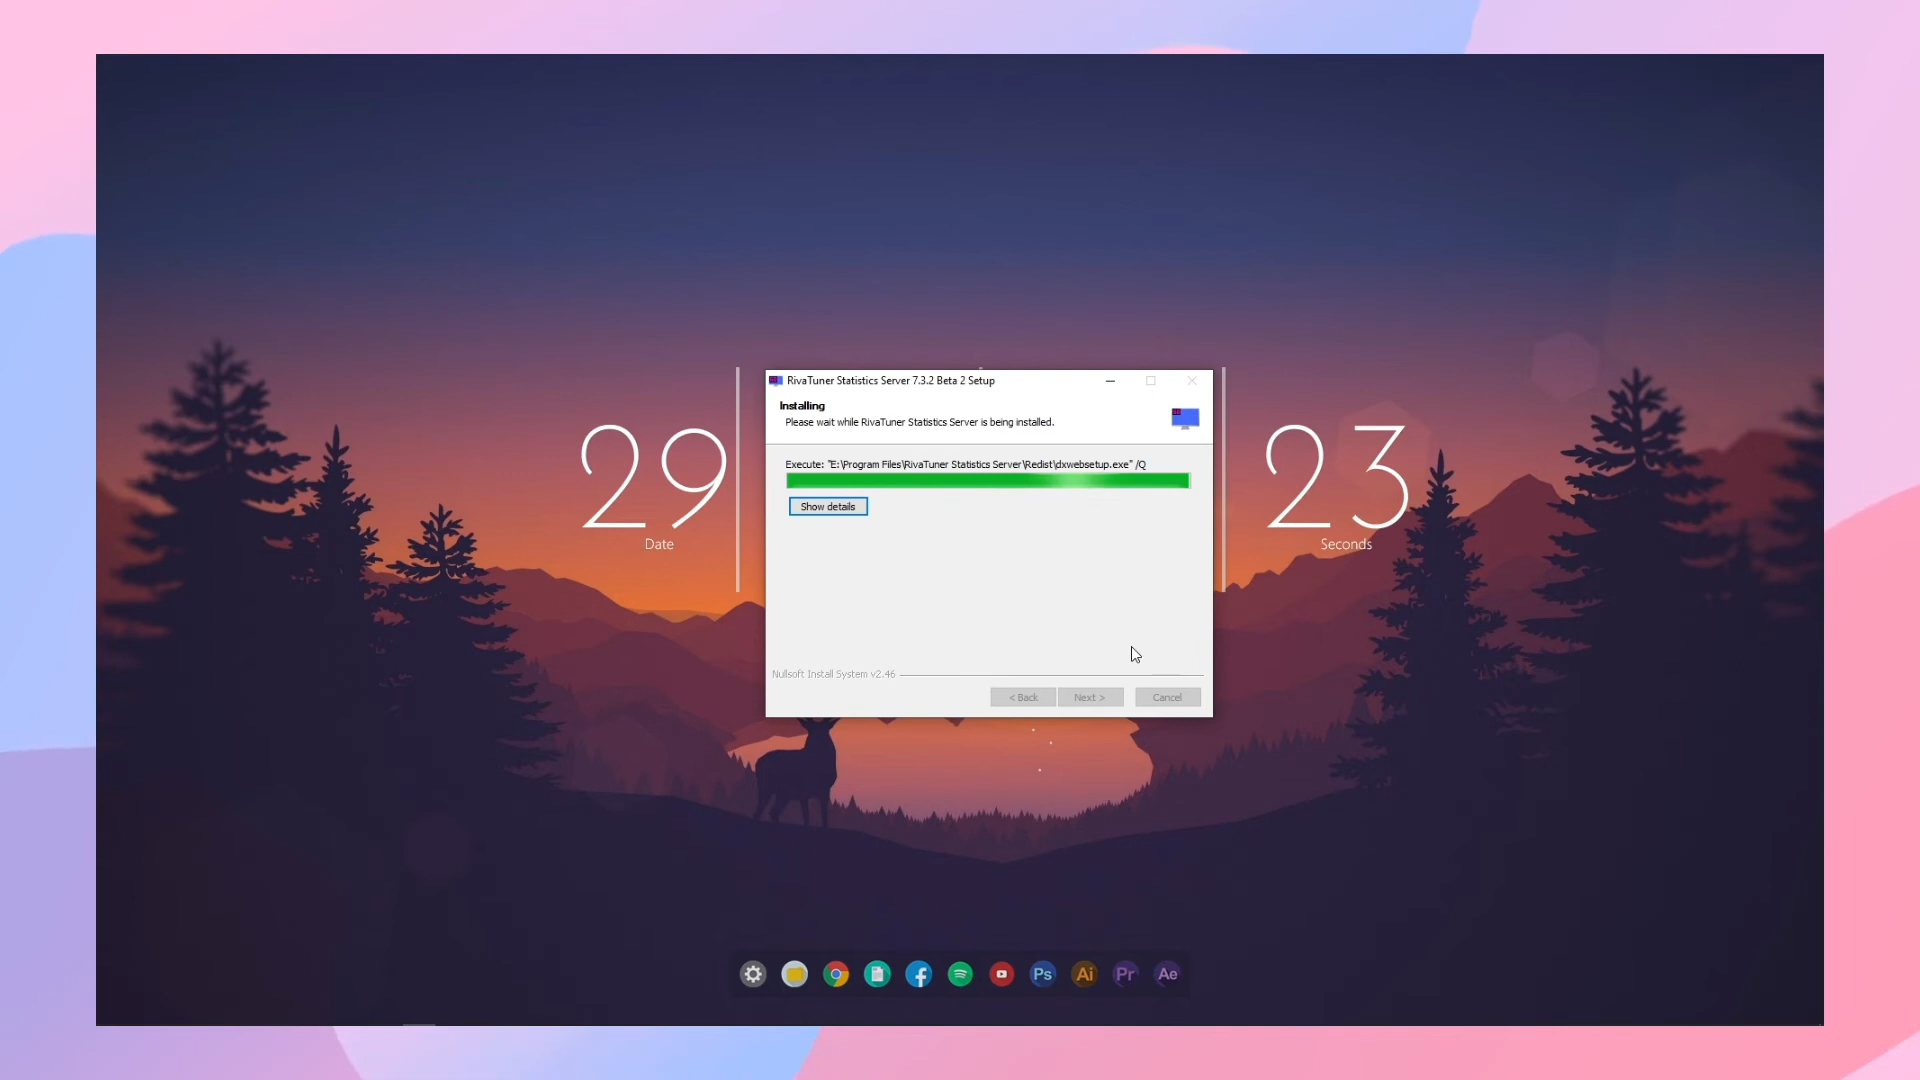 RivaTuner Statistics Server 7.3.2 Beta 2 Setup
Installing
Please wait while RivaTuner Statistics Server is being installed.
Execute: "E:\Program Files\RivaTuner Statistics Server\Redist\dxwebsetup.exe" /Q
Show details
29
Date
23
Seconds
Nullsoft Install System v2.46
< Back
Next >
Cancel
Ps
Ai
Pr
Ae